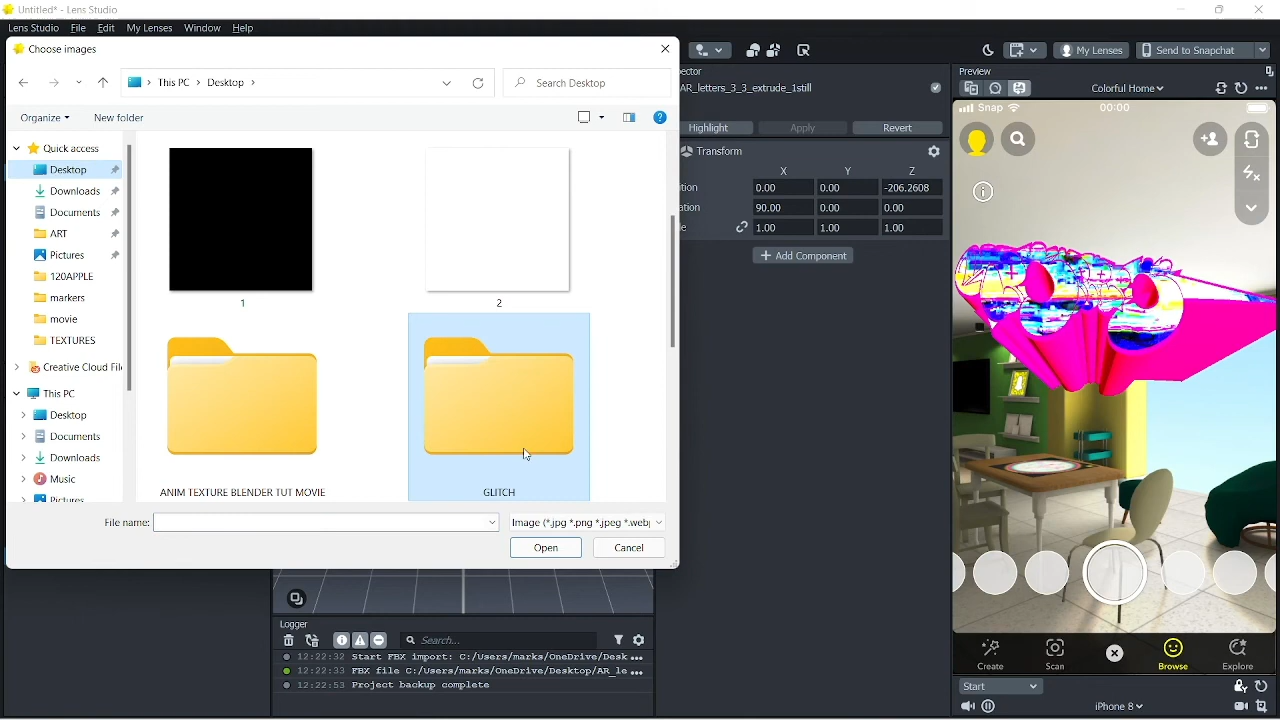 Untitled* - Lens Studio
Lens Studio File Edit My Lenses Window Help
Choose images
My Lenses Send to Snapchat
This PC > Desktop > Search Desktop
Organize New folder
Quick access
Desktop
Downloads
Documents
ART
Pictures
120APPLE
markers
movie
TEXTURES
Creative Cloud File
This PC
Desktop
Documents
Downloads
Music
Pictures
1
2
ANIM TEXTURE BLENDER TUT MOVIE
GLITCH
File name:
Image (*.jpg *.png *.jpeg *.webp
Open
Cancel
AR_letters_3_3_extrude_1still
Highlight Apply Revert
Transform
X Y Z
0.00 0.00 -206.2608
90.00 0.00 0.00
1.00 1.00 1.00
+ Add Component
Preview
Colorful Home
Snap 00:00
Create Scan Browse Explore
Start
iPhone 8
Logger
Search...
12:22:32 Start FBX import: C:/Users/marks/OneDrive/Desk ...
12:22:33 FBX file C:/Users/marks/OneDrive/Desktop/AR_le ...
12:22:53 Project backup complete